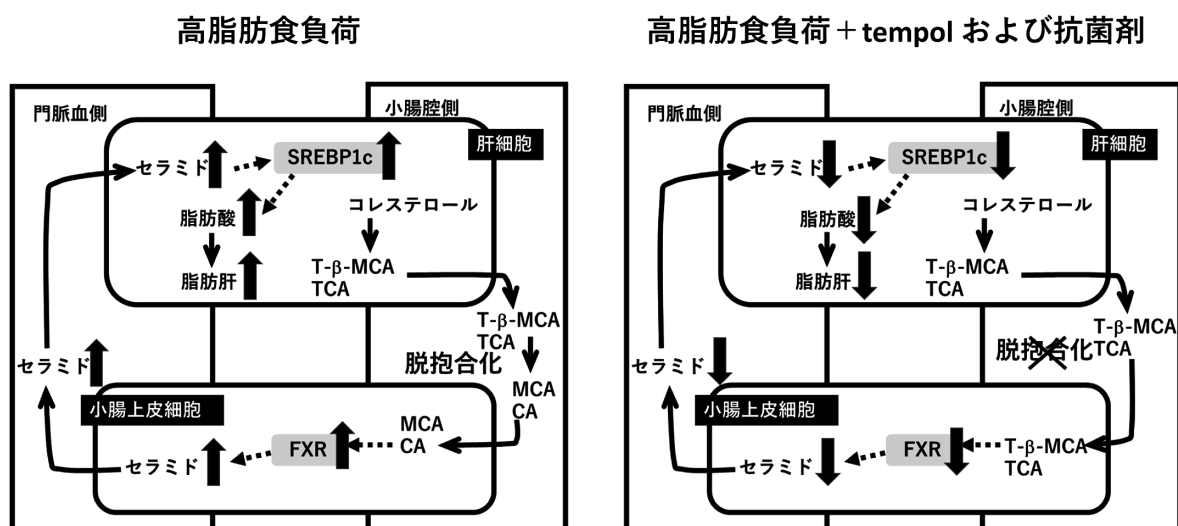 高脂肪食負荷
門脈血側
小腸腔側
肝細胞
セラミド
SREBP1c
脂肪酸
コレステロール
脂肪肝
T-β-MCA
TCA
T-β-MCA
TCA
脱抱合化
MCA
CA
セラミド
小腸上皮細胞
MCA
CA
FXR
セラミド
高脂肪食負荷＋tempol および抗菌剤
門脈血側
小腸腔側
肝細胞
セラミド
SREBP1c
脂肪酸
コレステロール
脂肪肝
T-β-MCA
TCA
T-β-MCA
TCA
脱抱合化
セラミド
小腸上皮細胞
FXR
T-β-MCA
TCA
セラミド